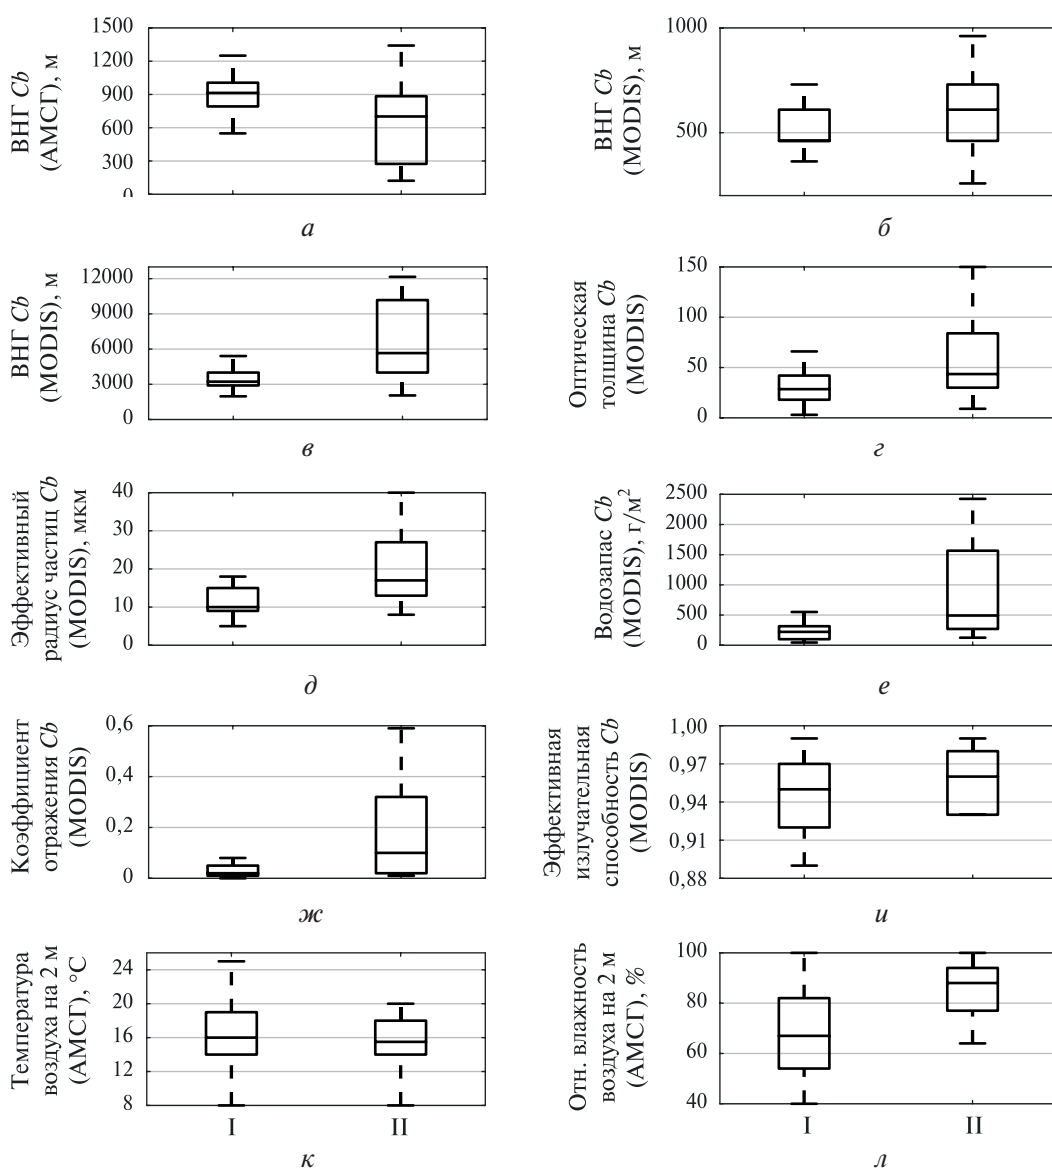 ВНГ Cb
(АМСГ), м
1500
1200
900
600
300
0
а
ВНГ Cb
(MODIS), м
1000
500
б
ВНГ Cb
(MODIS), м
12000
9000
6000
3000
0
в
Оптическая
толщина Cb
(MODIS)
150
100
50
0
г
Эффективный
радиус частиц Cb
(MODIS), мкм
40
30
20
10
0
д
Водозапас Cb
(MODIS), г/м²
2500
2000
1500
1000
500
0
е
Коэффициент
отражения Cb
(MODIS)
0,6
0,4
0,2
0
ж
Эффективная
излучательная
способность Cb
(MODIS)
1,00
0,97
0,94
0,91
0,88
и
Температура
воздуха на 2 м
(АМСГ), °C
24
20
16
12
8
I
II
к
Отн. влажность
воздуха на 2 м
(АМСГ), %
100
80
60
40
I
II
л